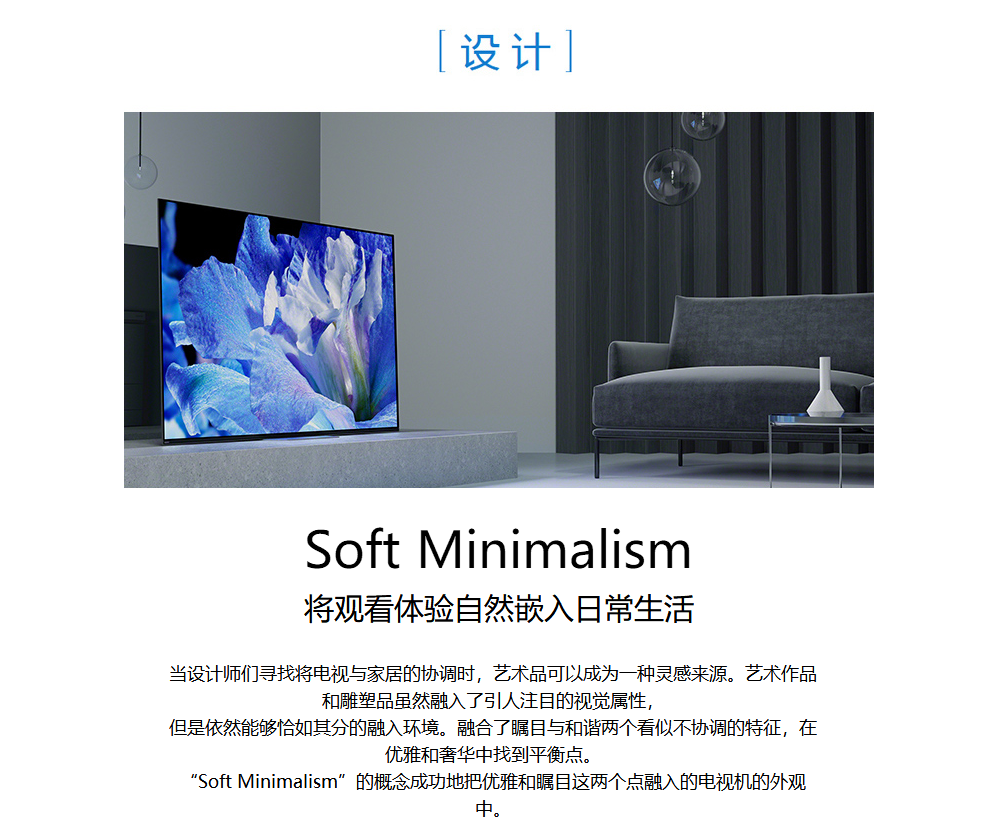 [ 设计 ]
Soft Minimalism
将观看体验自然嵌入日常生活
当设计师们寻找将电视与家居的协调时，艺术品可以成为一种灵感来源。艺术作品
和雕塑品虽然融入了引人注目的视觉属性，
但是依然能够恰如其分的融入环境。融合了瞩目与和谐两个看似不协调的特征，在
优雅和奢华中找到平衡点。
“Soft Minimalism”的概念成功地把优雅和瞩目这两个点融入的电视机的外观
中。